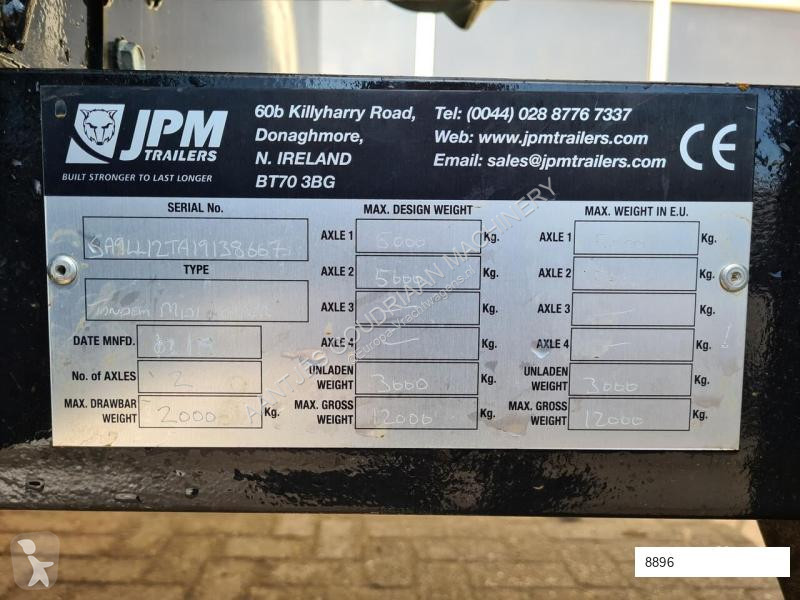 JPM
TRAILERS
BUILT STRONGER TO LAST LONGER
60b Killyharry Road,
Donaghmore,
N. IRELAND
BT70 3BG
Tel: (0044) 028 8776 7337
Web: www.jpmtrailers.com
Email: sales@jpmtrailers.com
CE
SERIAL No.
TYPE
Tandem
DATE MNFD.
No. of AXLES 2
MAX. DRAWBAR
WEIGHT 2000 Kg.
MAX. DESIGN WEIGHT
AXLE 1 Kg.
AXLE 2 5000 Kg.
AXLE 3 Kg.
AXLE 4 Kg.
UNLADEN
WEIGHT 3000 Kg.
MAX. GROSS
WEIGHT 12000 Kg.
MAX. WEIGHT IN E.U.
AXLE 1 Kg.
AXLE 2 Kg.
AXLE 3 Kg.
AXLE 4 Kg.
UNLADEN
WEIGHT 3000 Kg.
MAX. GROSS
WEIGHT 12000 Kg.
AANTJES GOUDRIAAN MACHINERY
8896